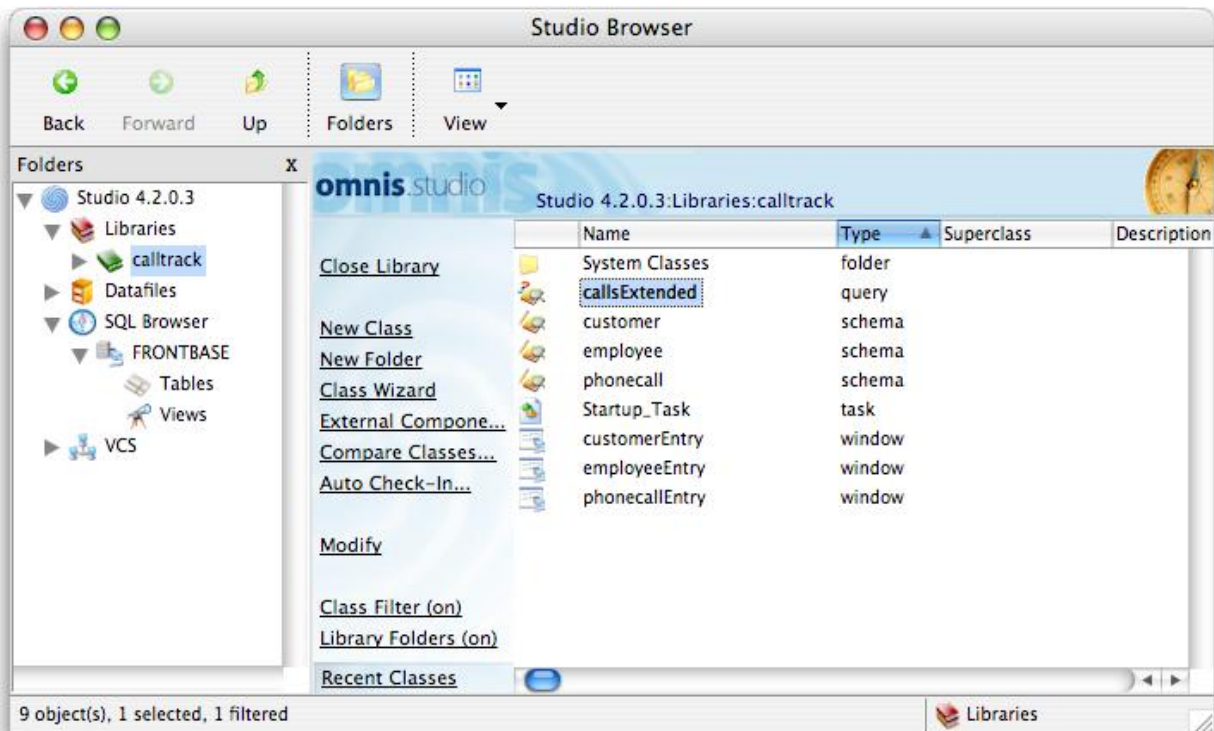 Studio Browser
Back Forward Up Folders View
Folders X
Studio 4.2.0.3
Libraries
calltrack
Datafiles
SQL Browser
FRONTBASE
Tables
Views
VCS
omnis.studio
Studio 4.2.0.3:Libraries:calltrack
Close Library
New Class
New Folder
Class Wizard
External Compone...
Compare Classes...
Auto Check-In...
Modify
Class Filter (on)
Library Folders (on)
Recent Classes
Name Type Superclass Description
System Classes folder
callsExtended query
customer schema
employee schema
phonecall schema
Startup_Task task
customerEntry window
employeeEntry window
phonecallEntry window
9 object(s), 1 selected, 1 filtered
Libraries